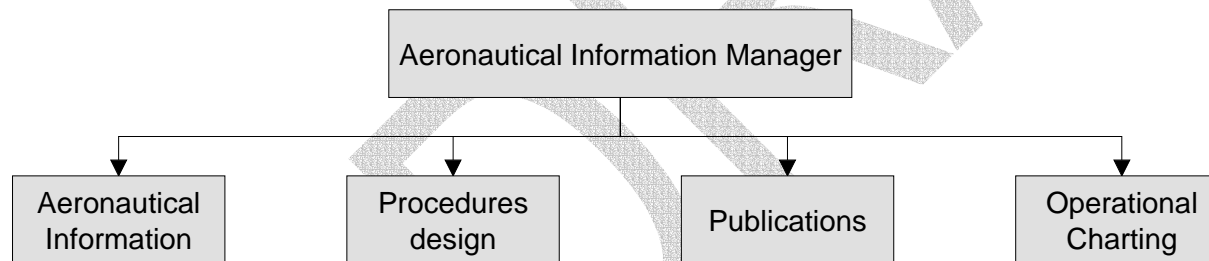 Aeronautical Information Manager
Aeronautical
Information
Procedures
design
Publications
Operational
Charting